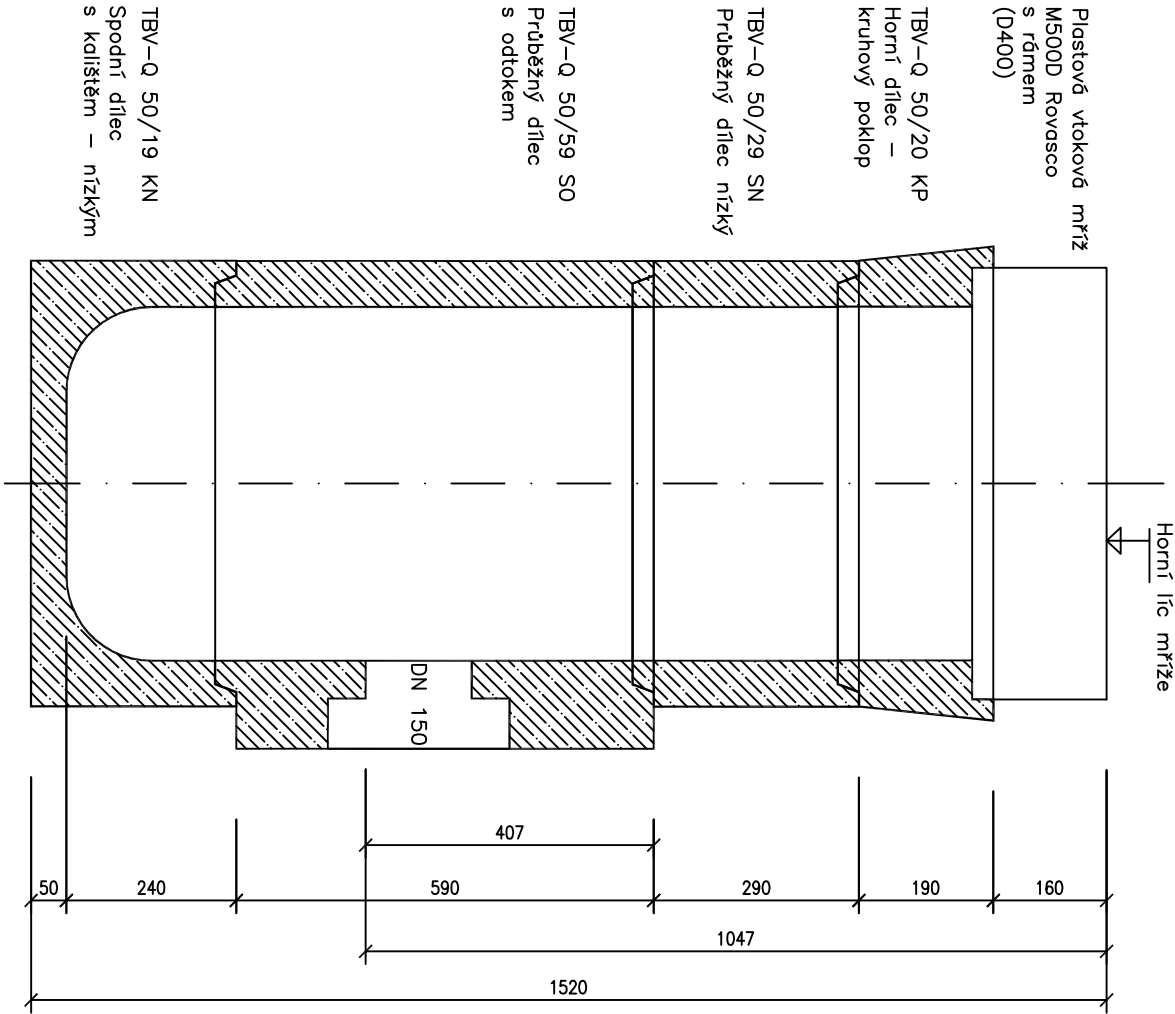 Plastová vtoková mříž
M500D Rovasco
s rámem
(D400)
TBV-Q 50/20 KP
Horní dílec –
kruhový poklop
TBV-Q 50/29 SN
Průběžný dílec nízký
TBV-Q 50/59 SO
Průběžný dílec
s odtokem
TBV-Q 50/19 KN
Spodní dílec
s kalištěm – nízkým
Horní líc mříže
DN 150
407
50
240
590
290
190
160
1047
1520